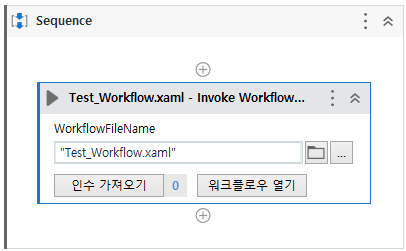 Sequence
Test_Workflow.xaml - Invoke Workflow...
WorkflowFileName
"Test_Workflow.xaml"
...
인수 가져오기 0 워크플로우 열기